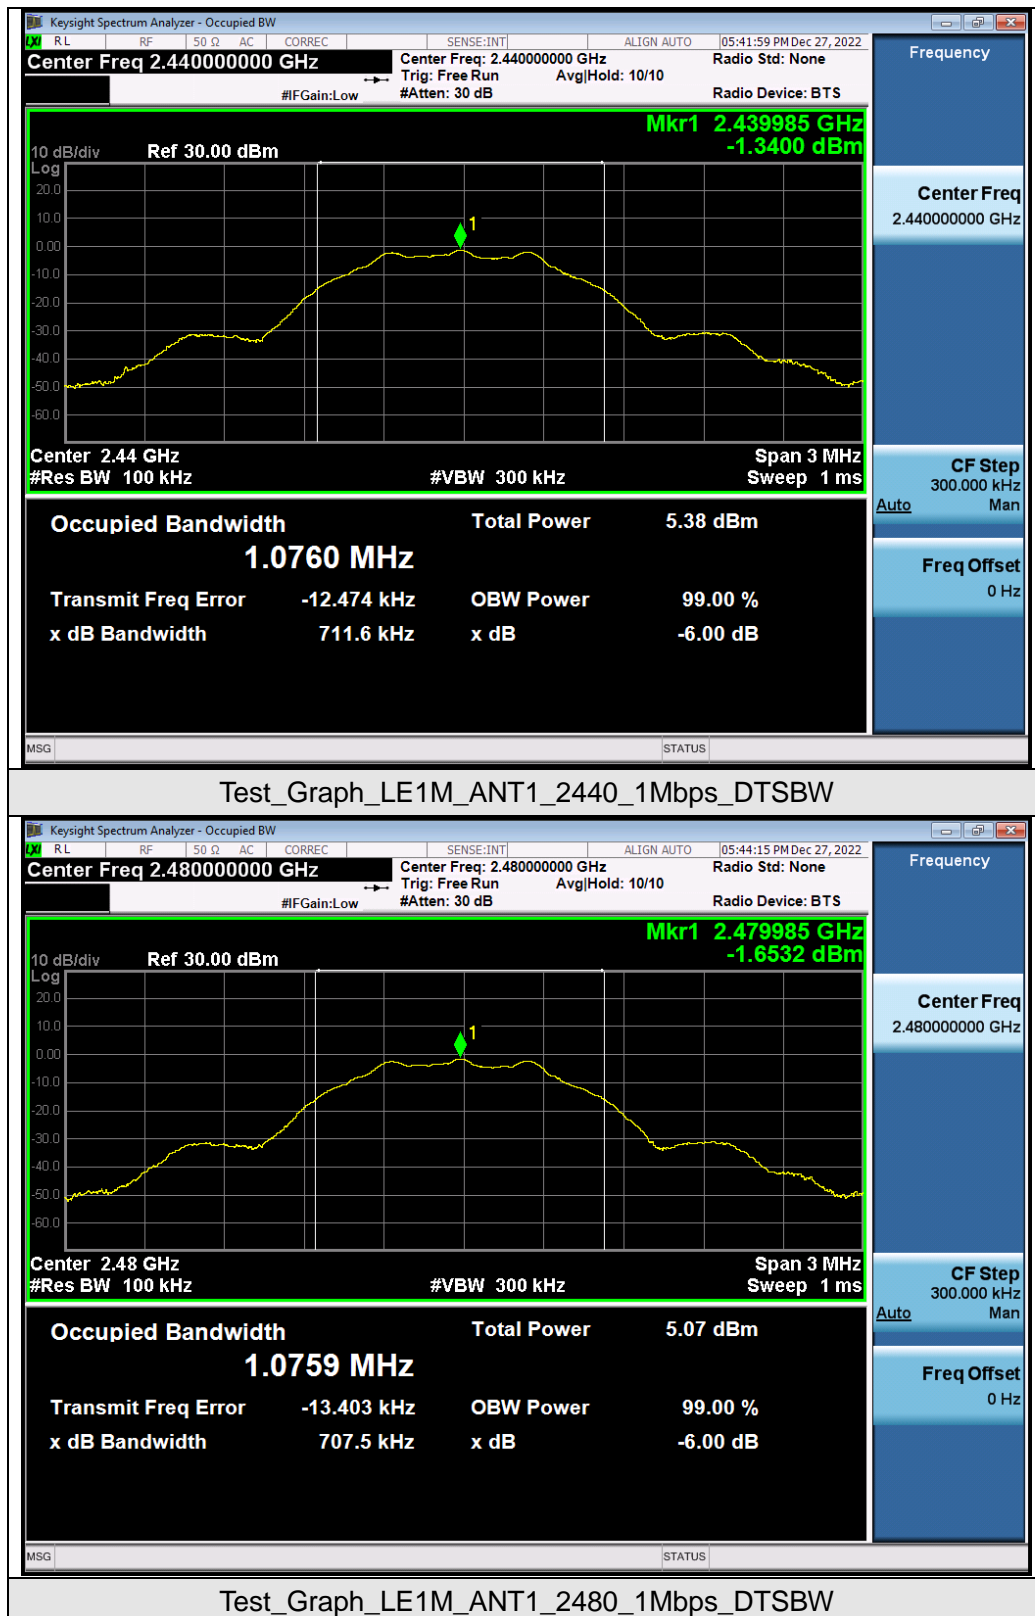 Keysight Spectrum Analyzer - Occupied BW
LXI RL RF 50 Ω AC CORREC SENSE:INT ALIGN AUTO 05:41:59 PM Dec 27, 2022
Center Freq 2.440000000 GHz
Center Freq: 2.440000000 GHz
Radio Std: None
Trig: Free Run Avg|Hold: 10/10
#IFGain:Low #Atten: 30 dB Radio Device: BTS
Frequency
Mkr1 2.439985 GHz
-1.3400 dBm
10 dB/div Ref 30.00 dBm
Log
20.0
10.0
0.00
-10.0
-20.0
-30.0
-40.0
-50.0
-60.0
1
Center 2.44 GHz Span 3 MHz
#Res BW 100 kHz #VBW 300 kHz Sweep 1 ms
Center Freq
2.440000000 GHz
CF Step
300.000 kHz
Auto Man
Freq Offset
0 Hz
Occupied Bandwidth Total Power 5.38 dBm
1.0760 MHz
Transmit Freq Error -12.474 kHz OBW Power 99.00 %
x dB Bandwidth 711.6 kHz x dB -6.00 dB
MSG STATUS
Test_Graph_LE1M_ANT1_2440_1Mbps_DTSBW
Keysight Spectrum Analyzer - Occupied BW
LXI RL RF 50 Ω AC CORREC SENSE:INT ALIGN AUTO 05:44:15 PM Dec 27, 2022
Center Freq 2.480000000 GHz
Center Freq: 2.480000000 GHz
Radio Std: None
Trig: Free Run Avg|Hold: 10/10
#IFGain:Low #Atten: 30 dB Radio Device: BTS
Frequency
Mkr1 2.479985 GHz
-1.6532 dBm
10 dB/div Ref 30.00 dBm
Log
20.0
10.0
0.00
-10.0
-20.0
-30.0
-40.0
-50.0
-60.0
1
Center 2.48 GHz Span 3 MHz
#Res BW 100 kHz #VBW 300 kHz Sweep 1 ms
Center Freq
2.480000000 GHz
CF Step
300.000 kHz
Auto Man
Freq Offset
0 Hz
Occupied Bandwidth Total Power 5.07 dBm
1.0759 MHz
Transmit Freq Error -13.403 kHz OBW Power 99.00 %
x dB Bandwidth 707.5 kHz x dB -6.00 dB
MSG STATUS
Test_Graph_LE1M_ANT1_2480_1Mbps_DTSBW